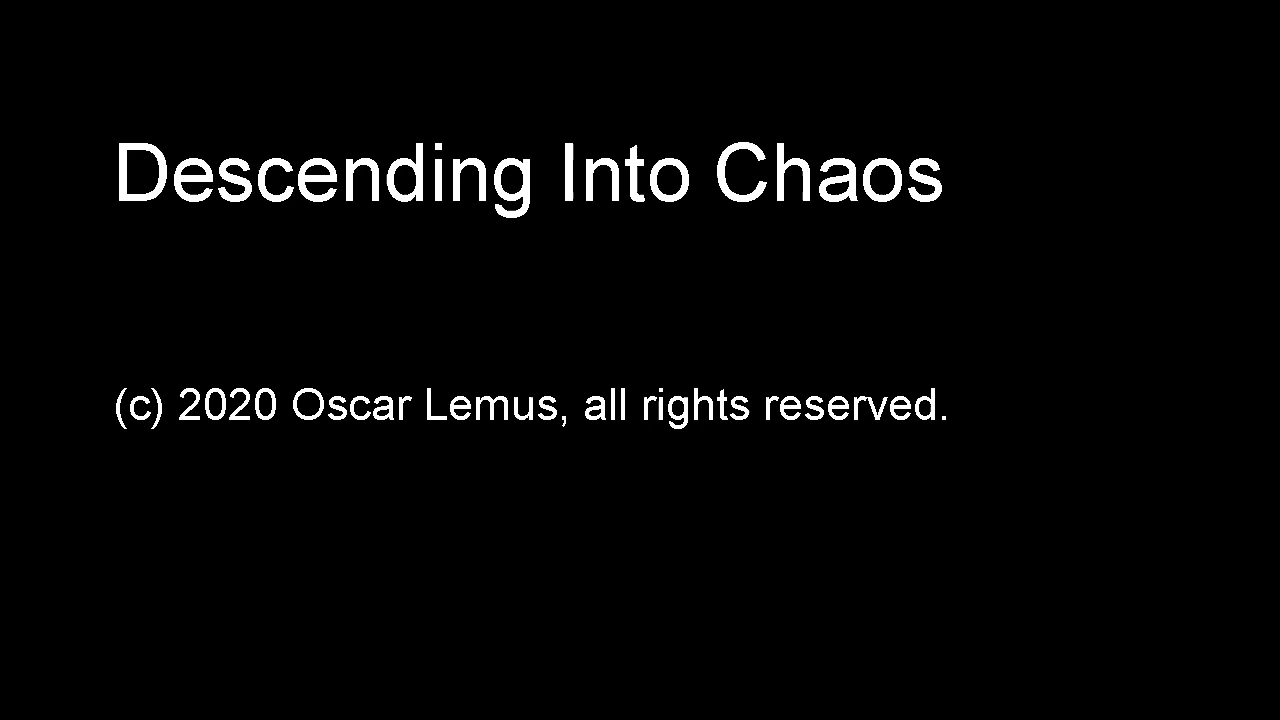 Descending Into Chaos
(c) 2020 Oscar Lemus, all rights reserved.